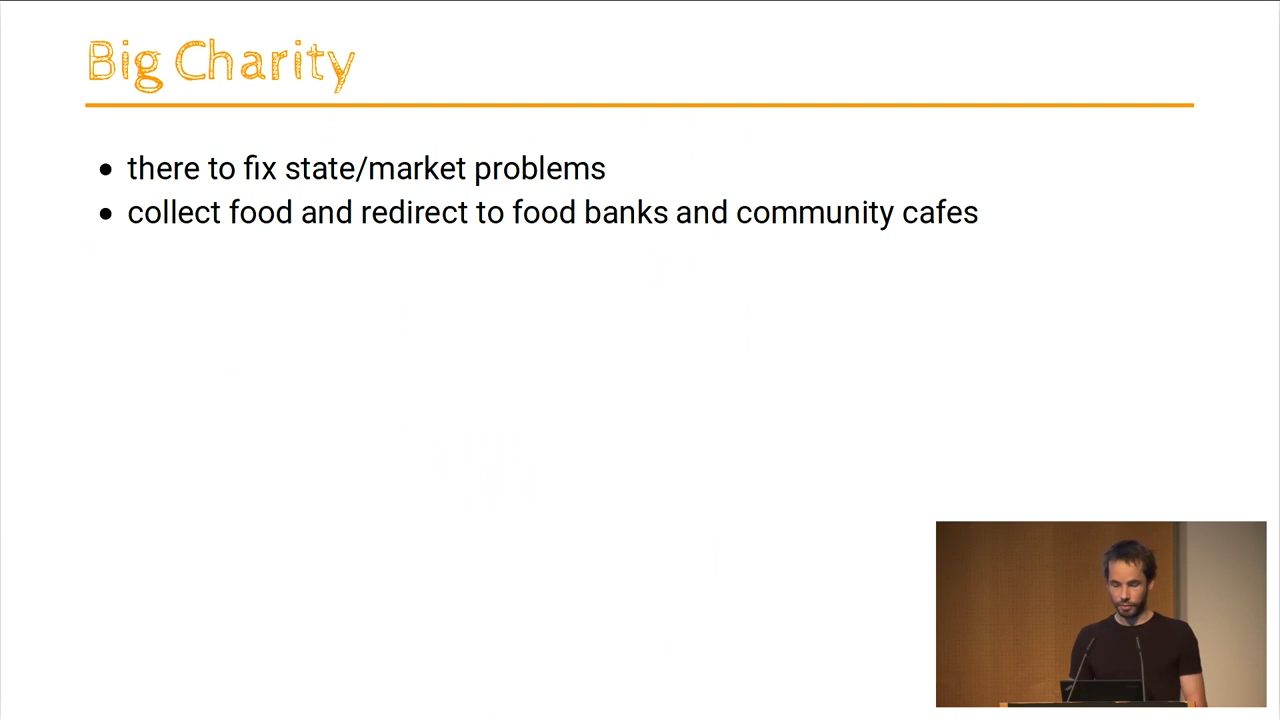 Big Charity
there to fix state/market problems
collect food and redirect to food banks and community cafes